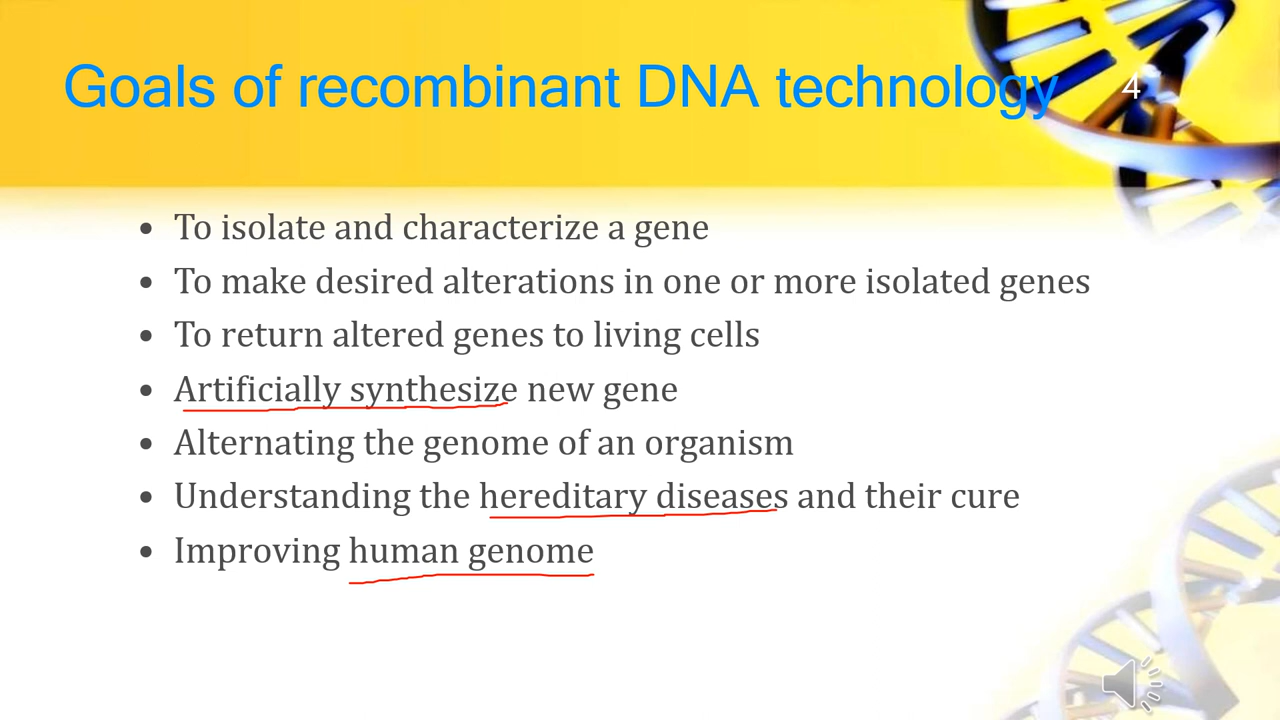 Goals of recombinant DNA technology
4
• To isolate and characterize a gene
• To make desired alterations in one or more isolated genes
• To return altered genes to living cells
• Artificially synthesize new gene
• Alternating the genome of an organism
• Understanding the hereditary diseases and their cure
• Improving human genome